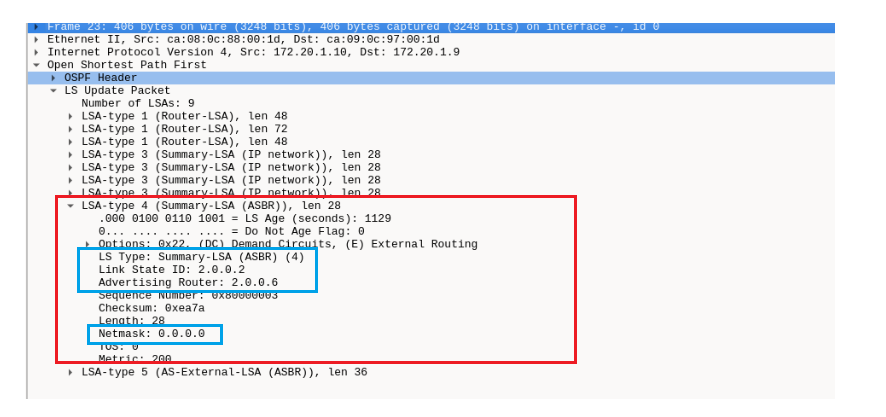 Frame 23: 406 bytes on wire (3248 bits), 406 bytes captured (3248 bits) on interface -, id 0
Ethernet II, Src: ca:08:0c:88:00:1d, Dst: ca:09:0c:97:00:1d
Internet Protocol Version 4, Src: 172.20.1.10, Dst: 172.20.1.9
Open Shortest Path First
OSPF Header
LS Update Packet
Number of LSAs: 9
LSA-type 1 (Router-LSA), len 48
LSA-type 1 (Router-LSA), len 72
LSA-type 1 (Router-LSA), len 48
LSA-type 3 (Summary-LSA (IP network)), len 28
LSA-type 3 (Summary-LSA (IP network)), len 28
LSA-type 3 (Summary-LSA (IP network)), len 28
LSA-type 3 (Summary-LSA (IP network)), len 28
LSA-type 4 (Summary-LSA (ASBR)), len 28
.000 0100 0110 1001 = LS Age (seconds): 1129
0... .... .... .... = Do Not Age Flag: 0
Options: 0x22, (DC) Demand Circuits, (E) External Routing
LS Type: Summary-LSA (ASBR) (4)
Link State ID: 2.0.0.2
Advertising Router: 2.0.0.6
Sequence Number: 0x80000003
Checksum: 0xea7a
Length: 28
Netmask: 0.0.0.0
TOS: 0
Metric: 200
LSA-type 5 (AS-External-LSA (ASBR)), len 36